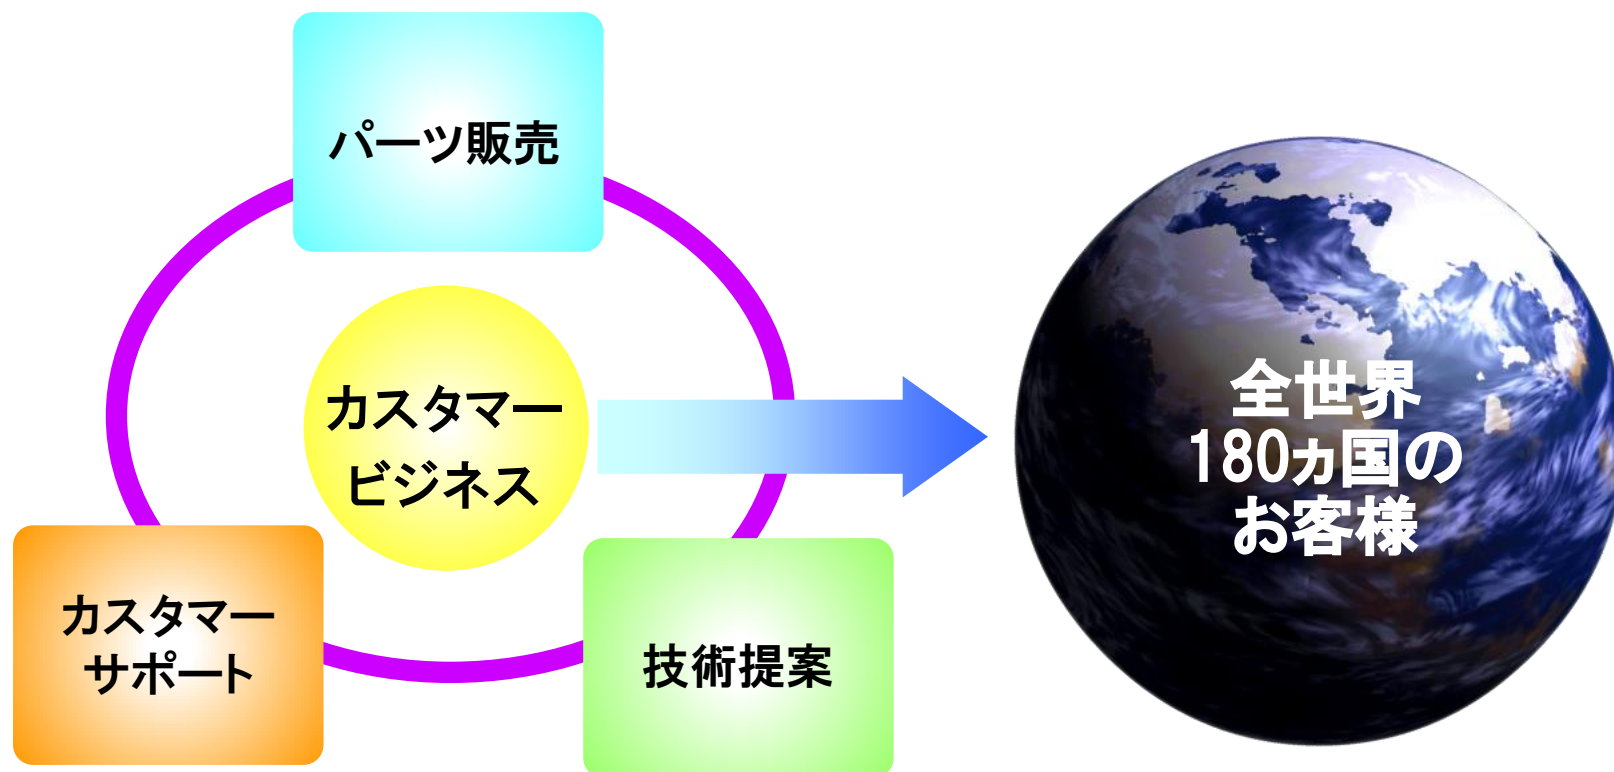 パーツ販売
カスタマー
ビジネス
カスタマー
サポート
技術提案
全世界
180ヵ国の
お客様